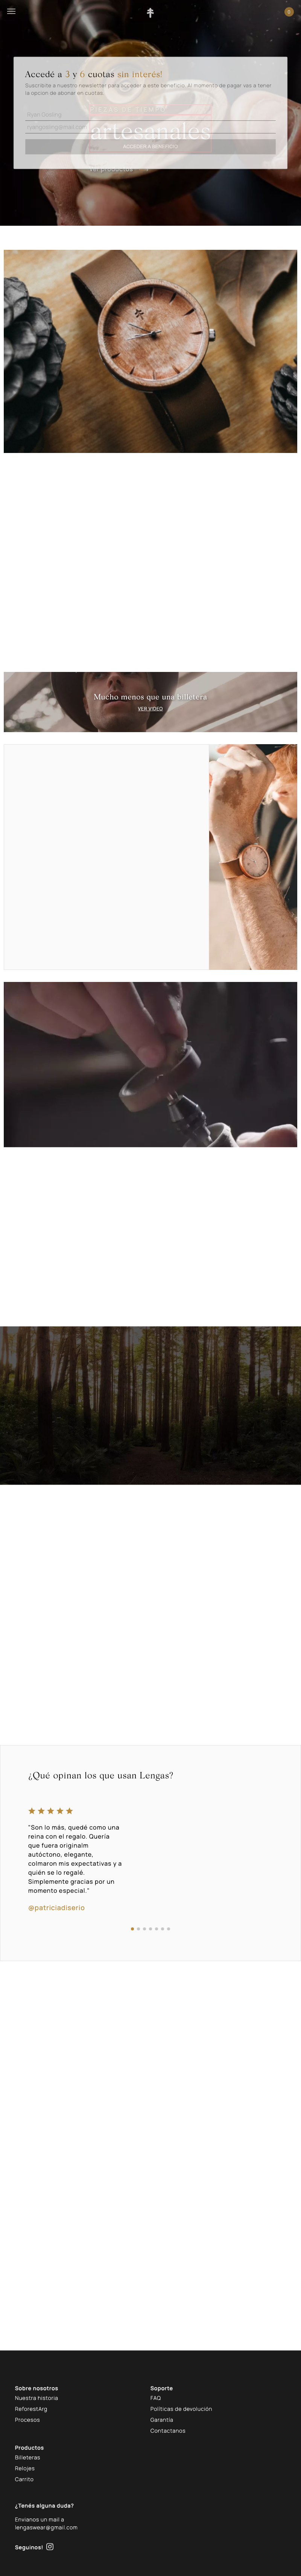 0
Accedé a 3 y 6 cuotas sin interés!
Suscribite a nuestro newsletter para acceder a este beneficio. Al momento de pagar vas a tener
la opción de abonar en cuotas.
artesanales
ACCEDER A BENEFICIO
Ver productos
Mucho menos que una billetera
VER VIDEO
¿Qué opinan los que usan Lengas?
"Son lo más, quedé como una
reina con el regalo. Quería
que fuera originalm
autóctono, elegante,
colmaron mis expectativas y a
quién se lo regalé.
Simplemente gracias por un
momento especial."
@patriciadiserio
Sobre nosotros
Nuestra historia
ReforestArg
Procesos
Soporte
FAQ
Políticas de devolución
Garantía
Contactanos
Productos
Billeteras
Relojes
Carrito
¿Tenés alguna duda?
Envianos un mail a
lengaswear@gmail.com
Seguinos!